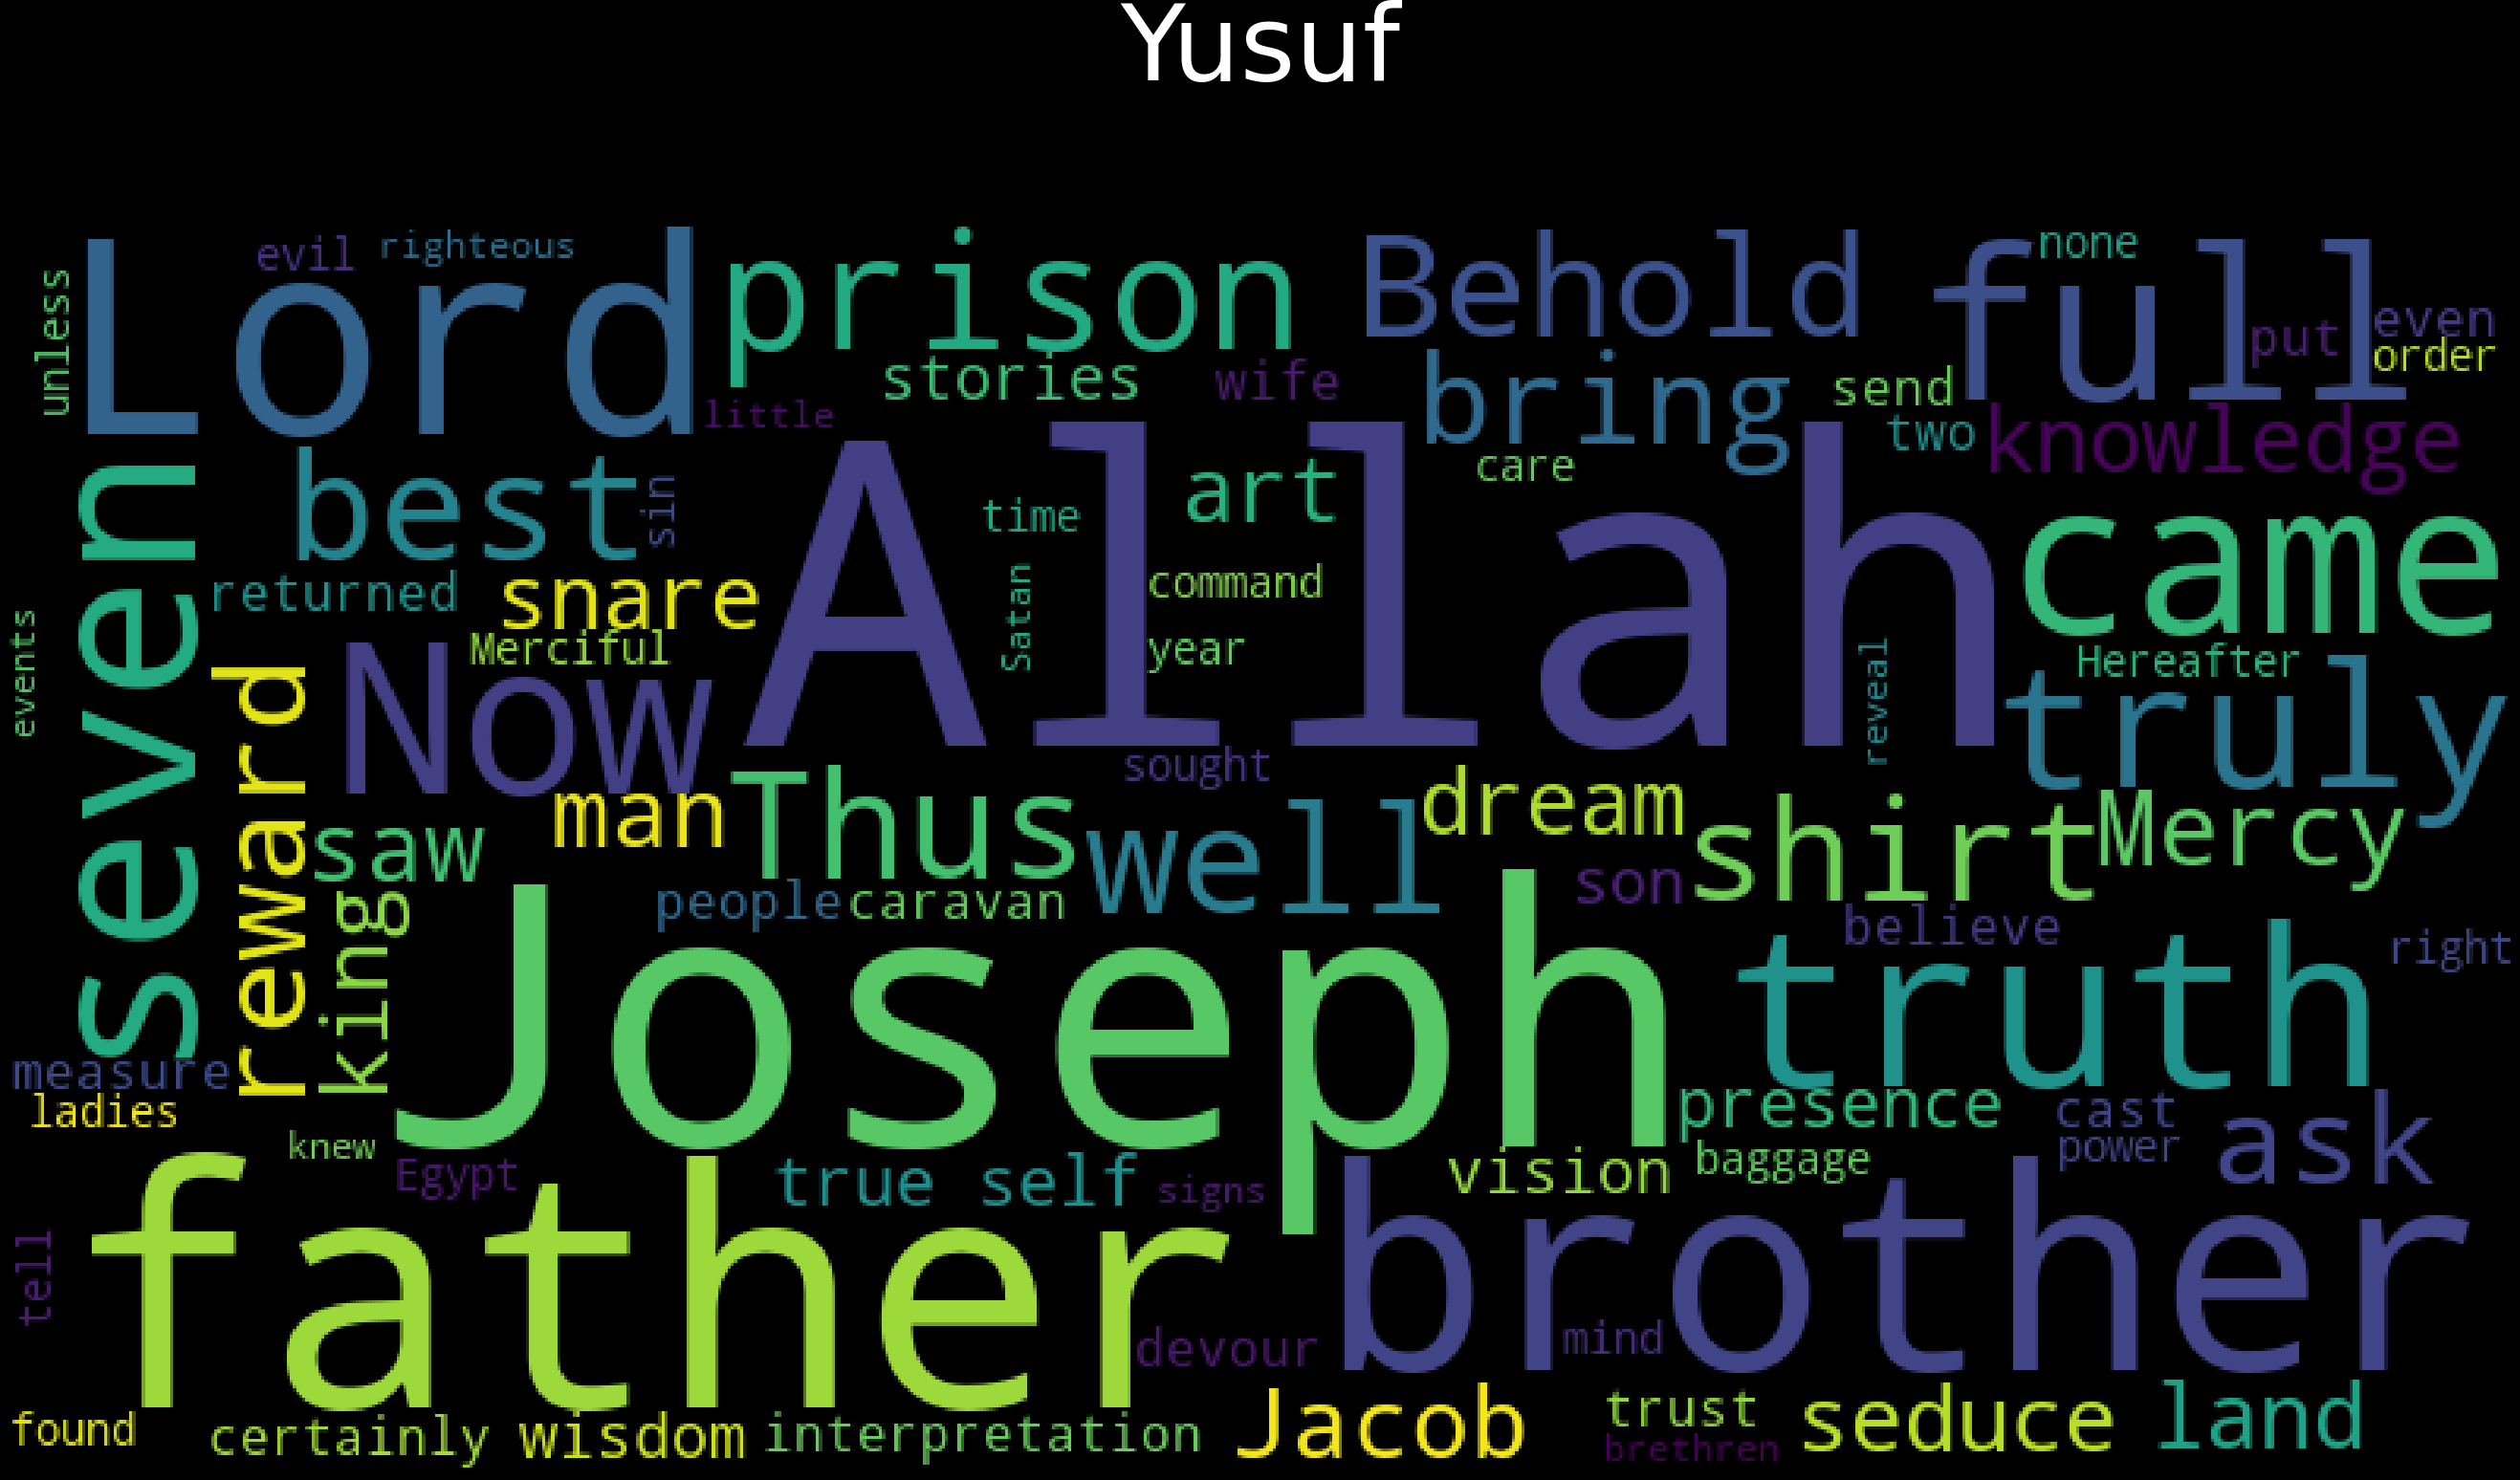 Yusuf
evil
righteous
none
unless
Lord
prison
Behold
full
put
even
order
stories
wife
little
bring
send
two
knowledge
care
seven
best
sin
time
art
Allah
came
returned
snare
Satan
command
Merciful
year
Hereafter
events
reward
Now
reveal
truly
sought
man
Thus
well
dream
shirt
Mercy
saw
king
people
caravan
son
believe
right
Joseph
truth
measure
ladies
knew
Egypt
true self
signs
vision
presence
baggage
cast
power
ask
tell
father
devour
brother
mind
found
certainly
wisdom
interpretation
Jacob
trust
brethren
seduce
land